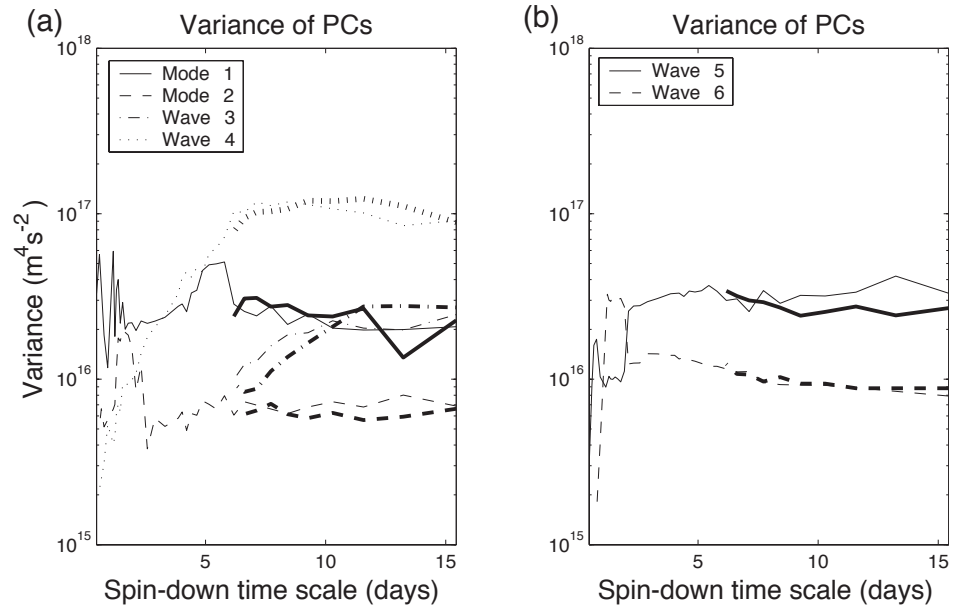 (a)
Variance of PCs
Mode 1
Mode 2
Wave 3
Wave 4
10^18
10^17
10^16
10^15
Variance (m^4s^-2)
5
10
15
Spin-down time scale (days)
(b)
Variance of PCs
Wave 5
Wave 6
10^18
10^17
10^16
10^15
5
10
15
Spin-down time scale (days)